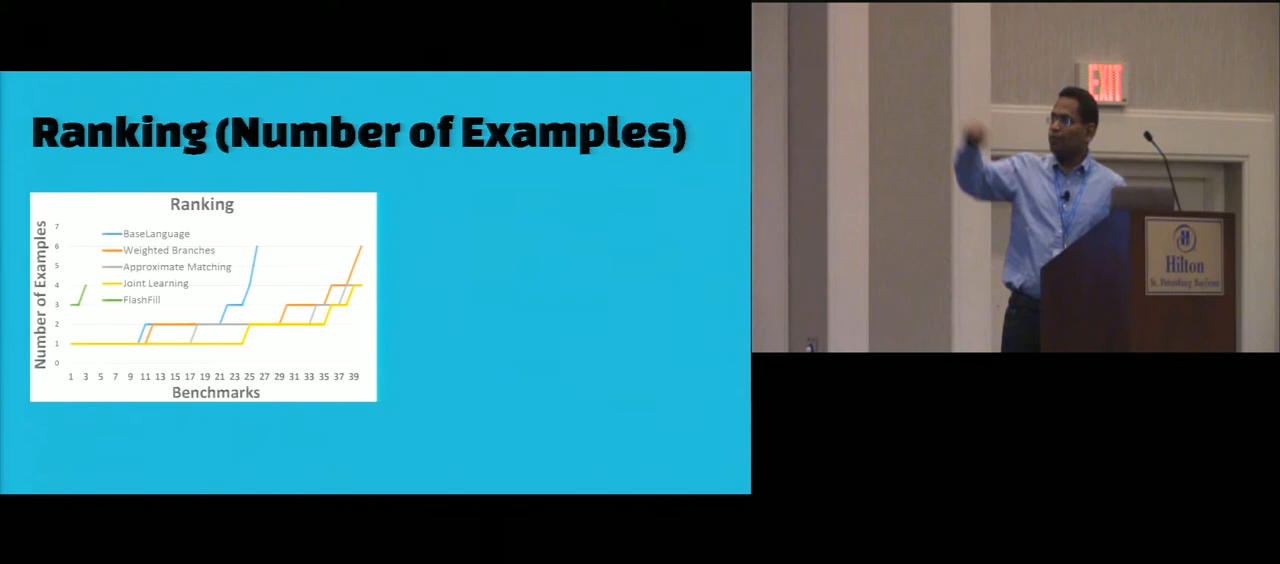 Ranking (Number of Examples)
Ranking
Number of Examples
7
6
5
4
3
2
1
0
BaseLanguage
Weighted Branches
Approximate Matching
Joint Learning
FlashFill
1 3 5 7 9 11 13 15 17 19 21 23 25 27 29 31 33 35 37 39
Benchmarks
EXIT
Hilton
St. Petersburg Bayfront